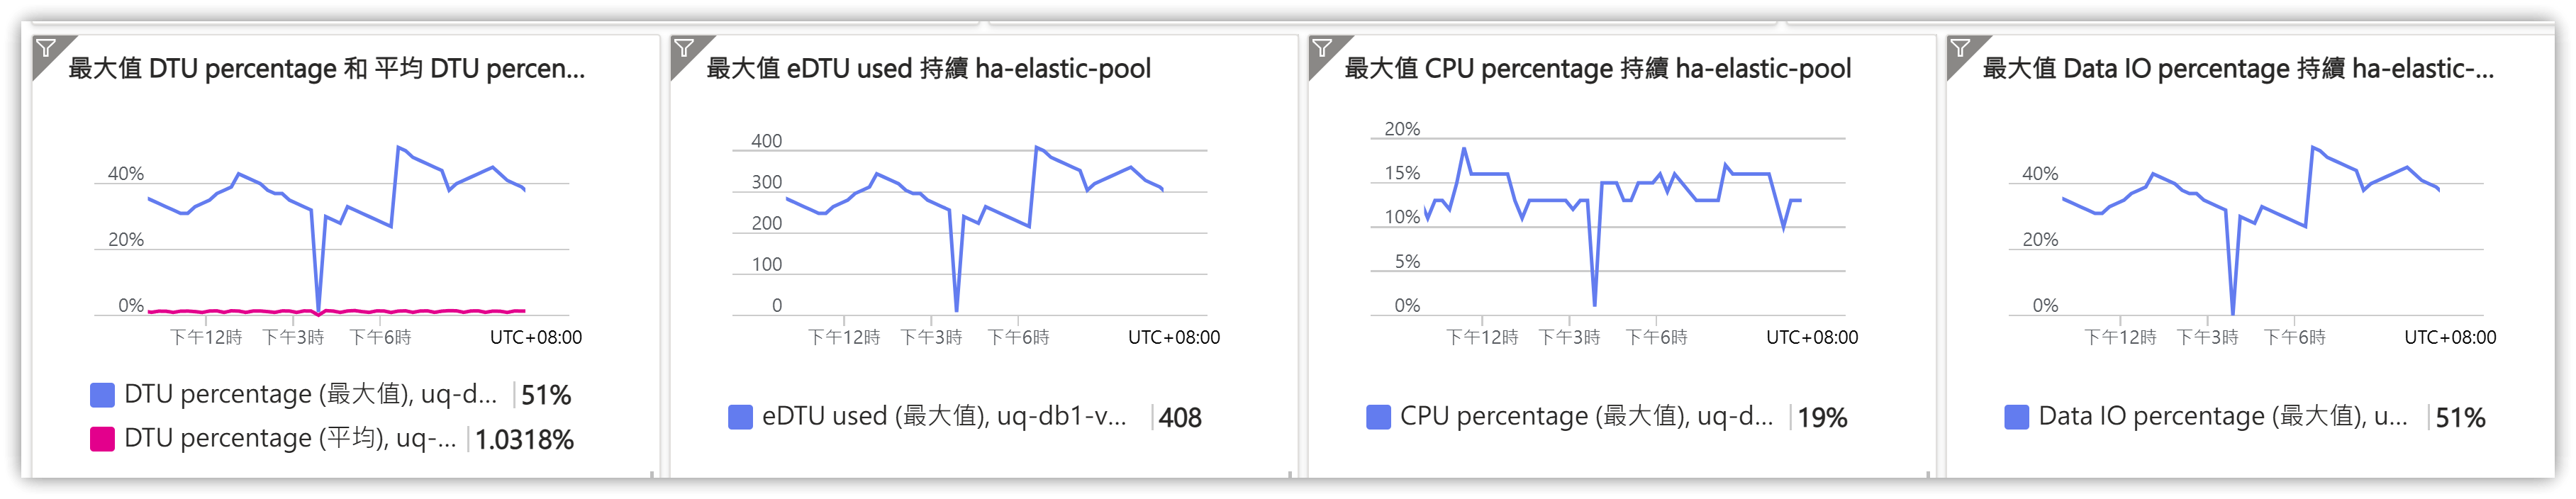 最大值 DTU percentage 和 平均 DTU percen...
40%
20%
0%
下午12時 下午3時 下午6時 UTC+08:00
DTU percentage (最大值), uq-d... 51%
DTU percentage (平均), uq-... 1.0318%
最大值 eDTU used 持續 ha-elastic-pool
400
300
200
100
0
下午12時 下午3時 下午6時 UTC+08:00
eDTU used (最大值), uq-db1-v... 408
最大值 CPU percentage 持續 ha-elastic-pool
20%
15%
10%
5%
0%
下午12時 下午3時 下午6時 UTC+08:00
CPU percentage (最大值), uq-d... 19%
最大值 Data IO percentage 持續 ha-elastic-...
40%
20%
0%
下午12時 下午3時 下午6時 UTC+08:00
Data IO percentage (最大值), u... 51%